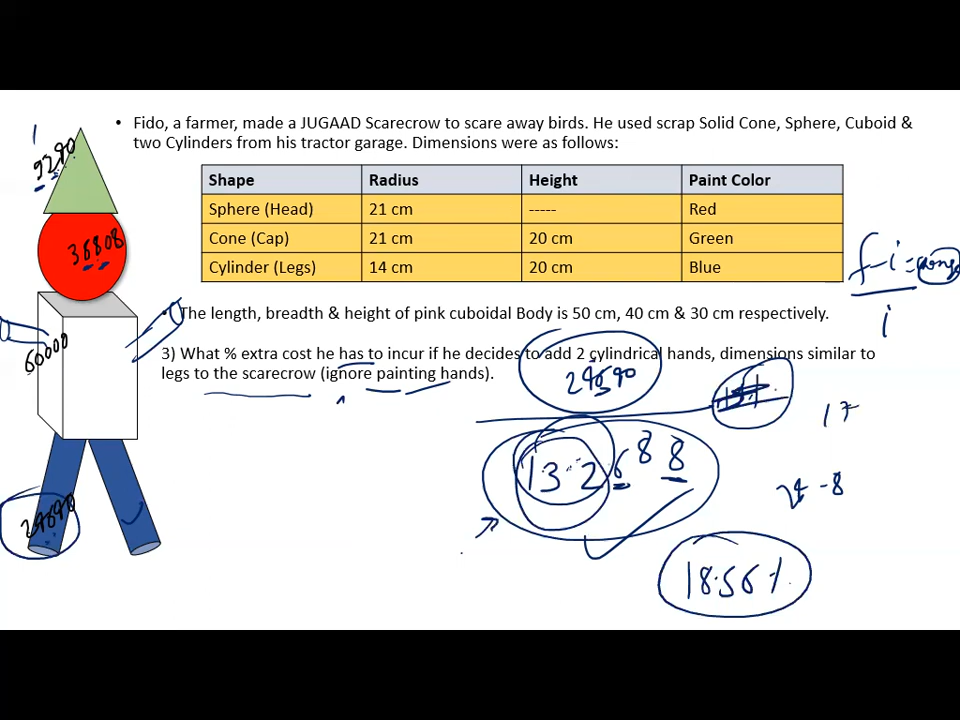 • Fido, a farmer, made a JUGAAD Scarecrow to scare away birds. He used scrap Solid Cone, Sphere, Cuboid &
two Cylinders from his tractor garage. Dimensions were as follows:
Shape Radius Height Paint Color
Sphere (Head) 21 cm ----- Red
Cone (Cap) 21 cm 20 cm Green
Cylinder (Legs) 14 cm 20 cm Blue
• The length, breadth & height of pink cuboidal Body is 50 cm, 40 cm & 30 cm respectively.
3) What % extra cost he has to incur if he decides to add 2 cylindrical hands, dimensions similar to
legs to the scarecrow (ignore painting hands).
36808
60000
f-i
i
132688
18.56%